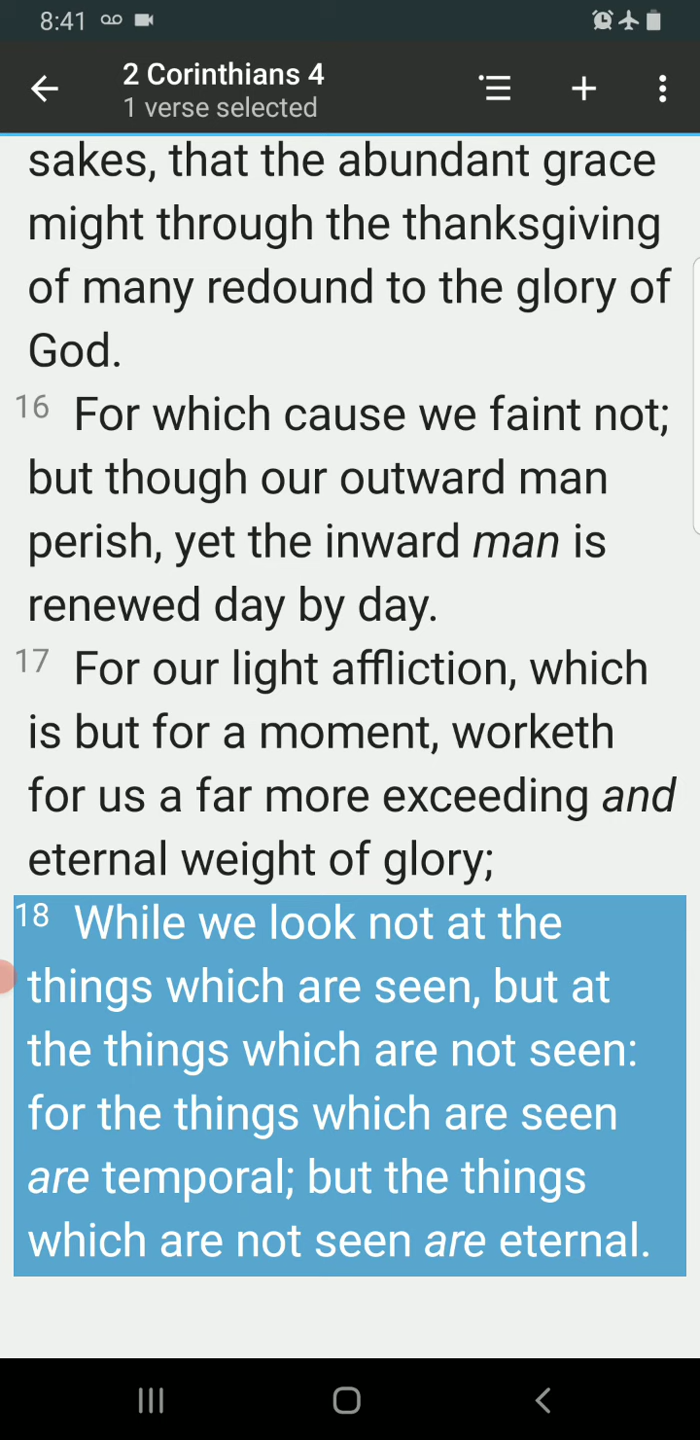 8:41
2 Corinthians 4
1 verse selected
sakes, that the abundant grace
might through the thanksgiving
of many redound to the glory of
God.
16 For which cause we faint not;
but though our outward man
perish, yet the inward man is
renewed day by day.
17 For our light affliction, which
is but for a moment, worketh
for us a far more exceeding and
eternal weight of glory;
18 While we look not at the
things which are seen, but at
the things which are not seen:
for the things which are seen
are temporal; but the things
which are not seen are eternal.